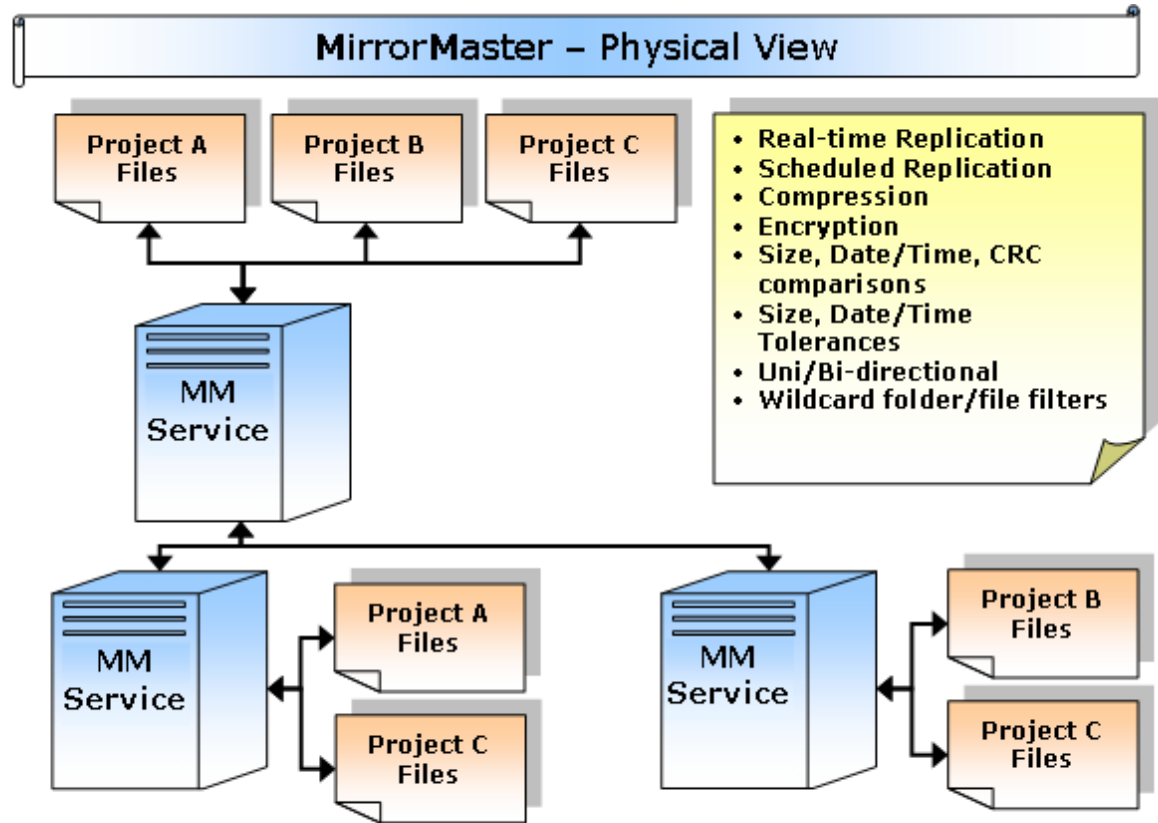 MirrorMaster – Physical View
Project A
Files
Project B
Files
Project C
Files
• Real-time Replication
• Scheduled Replication
• Compression
• Encryption
• Size, Date/Time, CRC
comparisons
• Size, Date/Time
Tolerances
• Uni/Bi-directional
• Wildcard folder/file filters
MM
Service
MM
Service
Project A
Files
Project C
Files
MM
Service
Project B
Files
Project C
Files